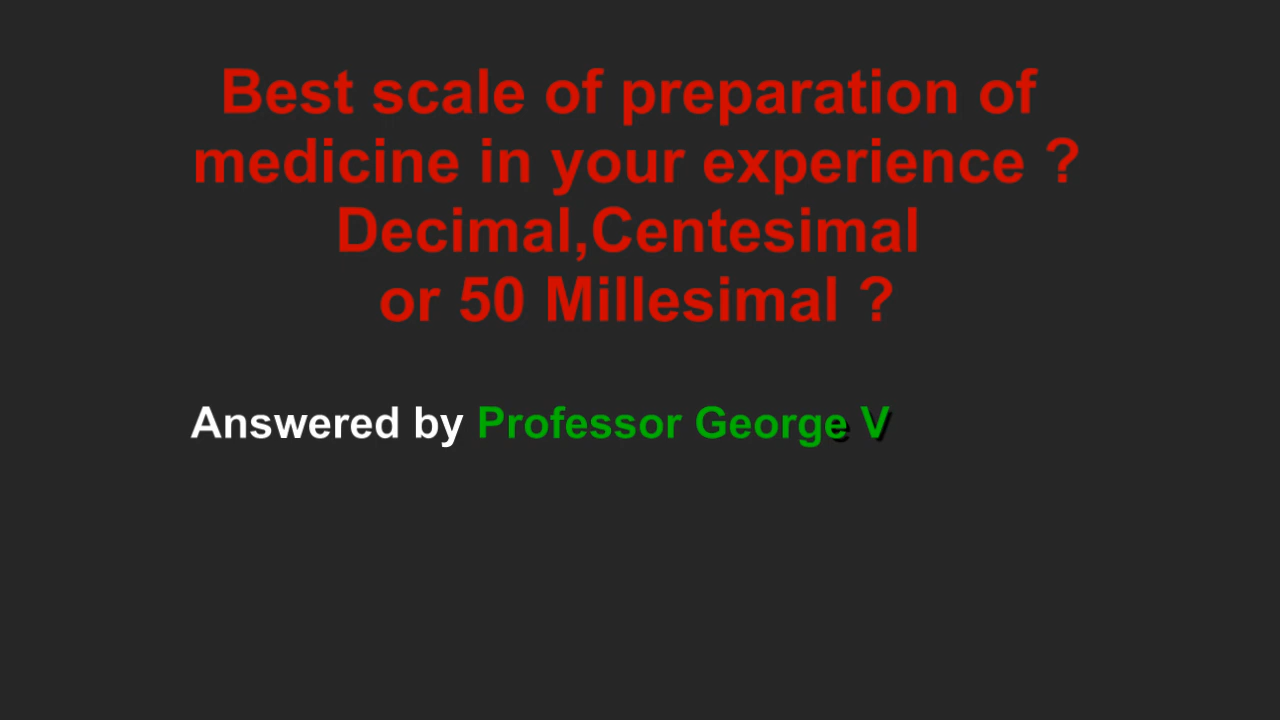 Best scale of preparation of
medicine in your experience ?
Decimal,Centesimal
or 50 Millesimal ?
Answered by Professor George V